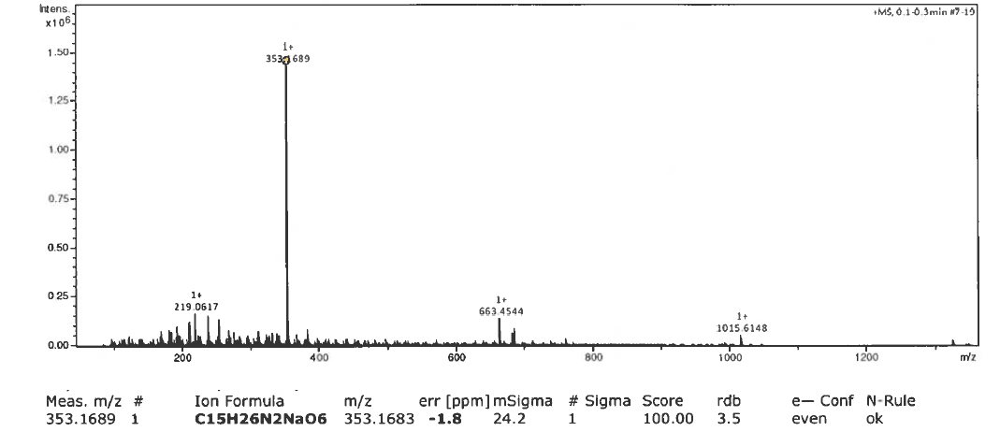 Intens.
x10⁶
+MS, 0.1-0.3min #7-19
1+
353.1689
1.50
1.25
1.00
0.75
0.50
0.25
0.00
1+
219.0617
1+
663.4544
1+
1015.6148
200 400 600 800 1000 1200 m/z
Meas. m/z # Ion Formula m/z err [ppm] mSigma # Sigma Score rdb e— Conf N-Rule
353.1689 1 C15H26N2NaO6 353.1683 -1.8 24.2 1 100.00 3.5 even ok